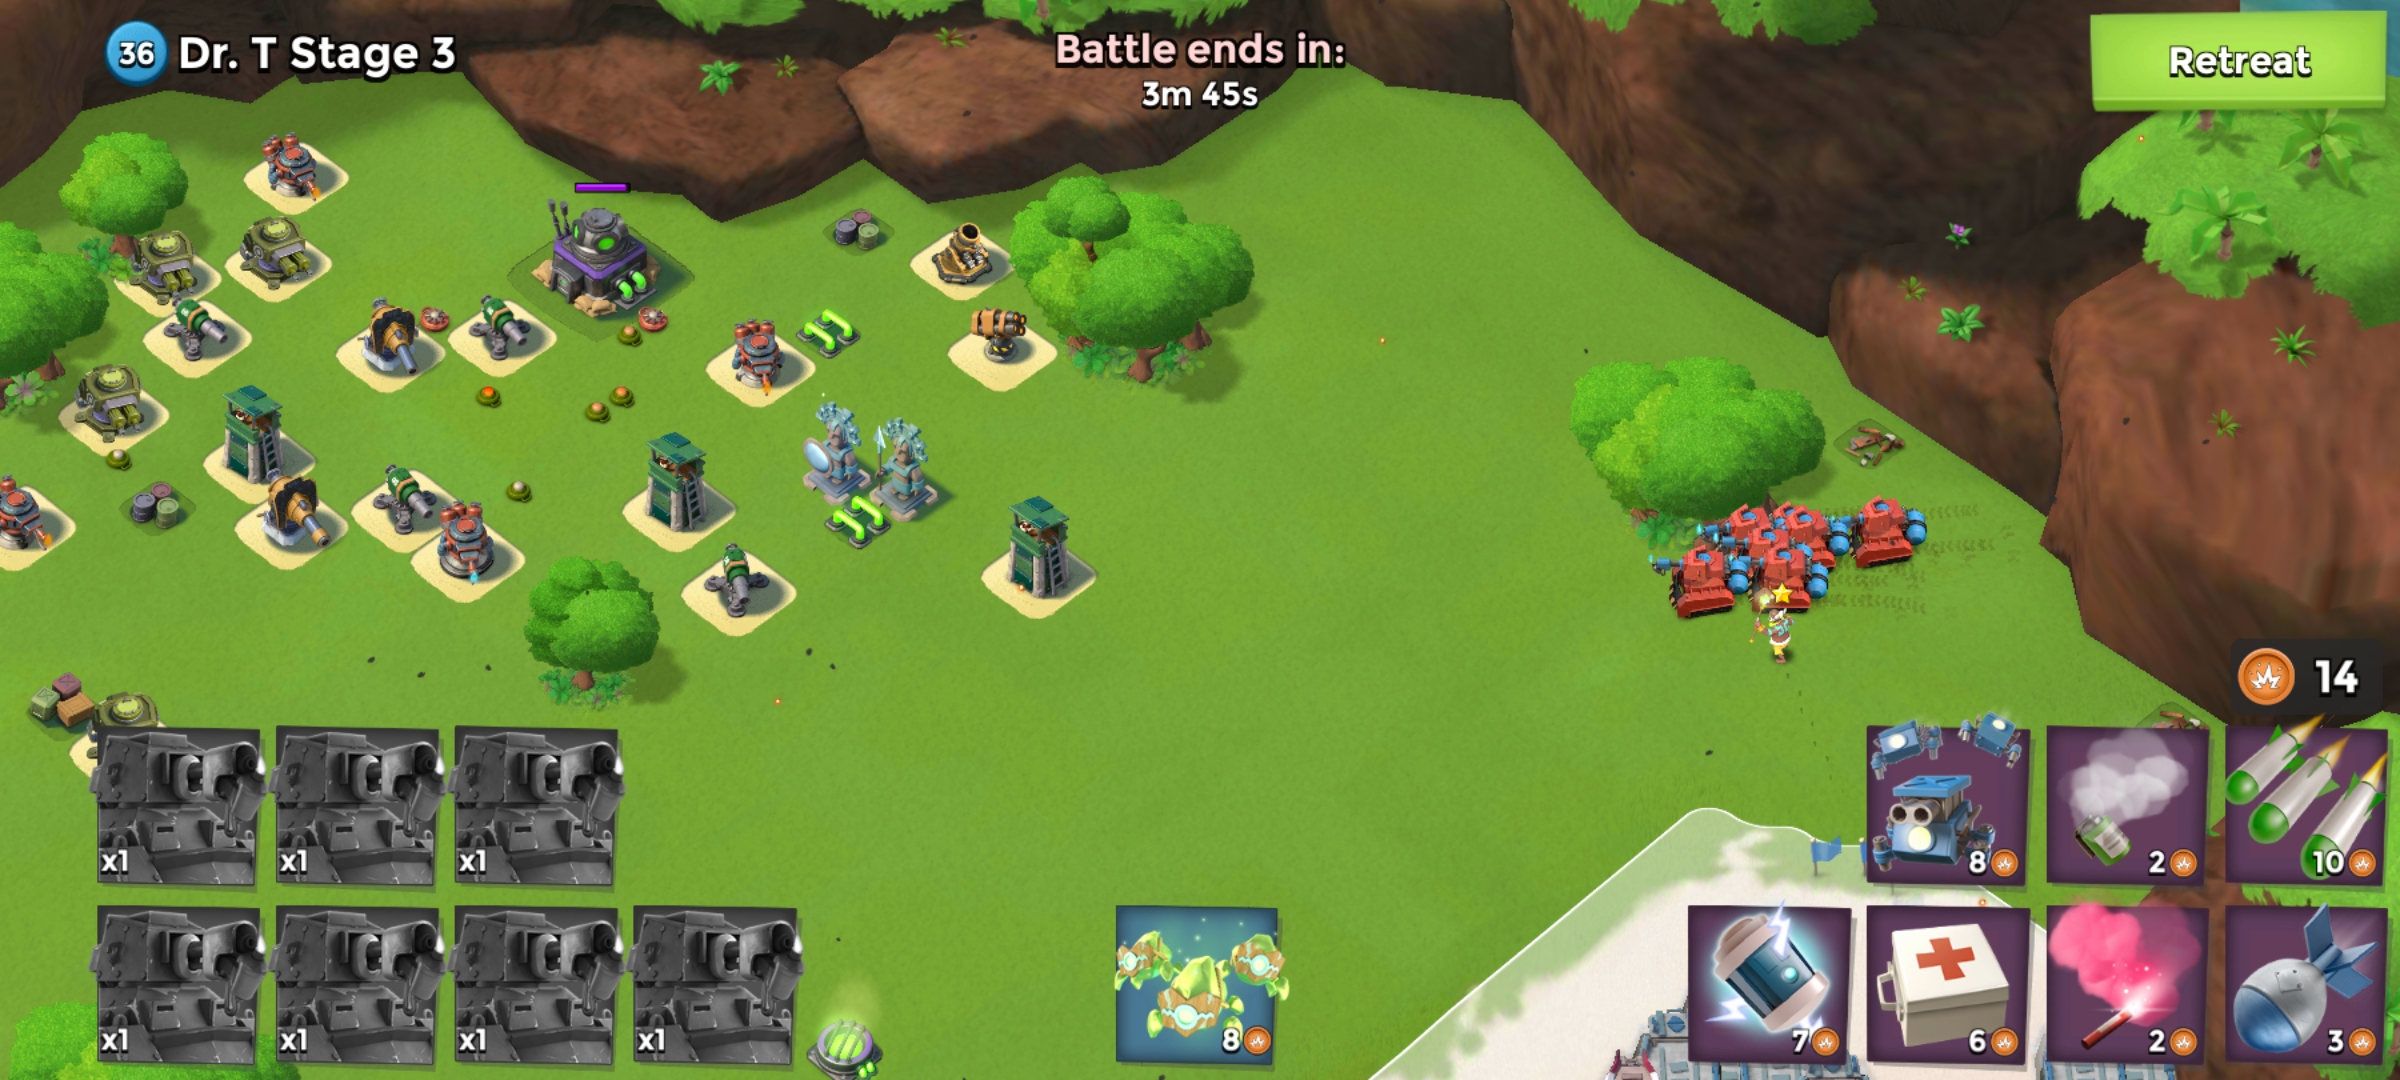 36 Dr. T Stage 3
Battle ends in:
3m 45s
Retreat
14
8
2
10
x1
x1
x1
x1
x1
x1
x1
8
7
6
2
3